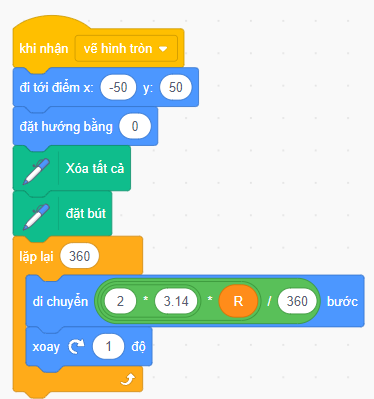 khi nhận vẽ hình tròn
đi tới điểm x: -50 y: 50
đặt hướng bằng 0
Xóa tất cả
đặt bút
lặp lại 360
di chuyển 2 * 3.14 * R / 360 bước
xoay 1 độ